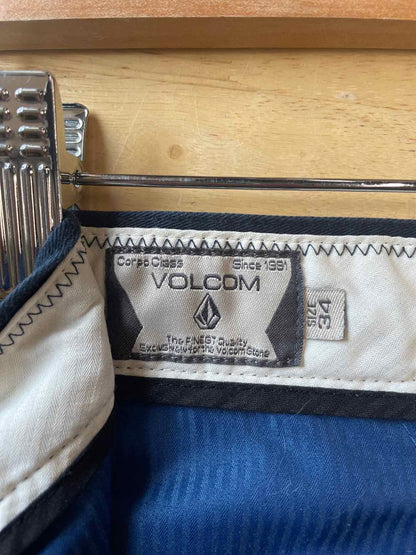 Corpo Class Since 1991
VOLCOM
The FINEST Quality
Exclusively for the Volcom Stone
SIZE
34